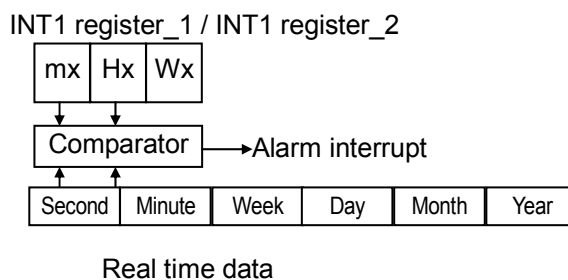 INT1 register_1 / INT1 register_2
mx Hx Wx
Comparator Alarm interrupt
Second Minute Week Day Month Year
Real time data